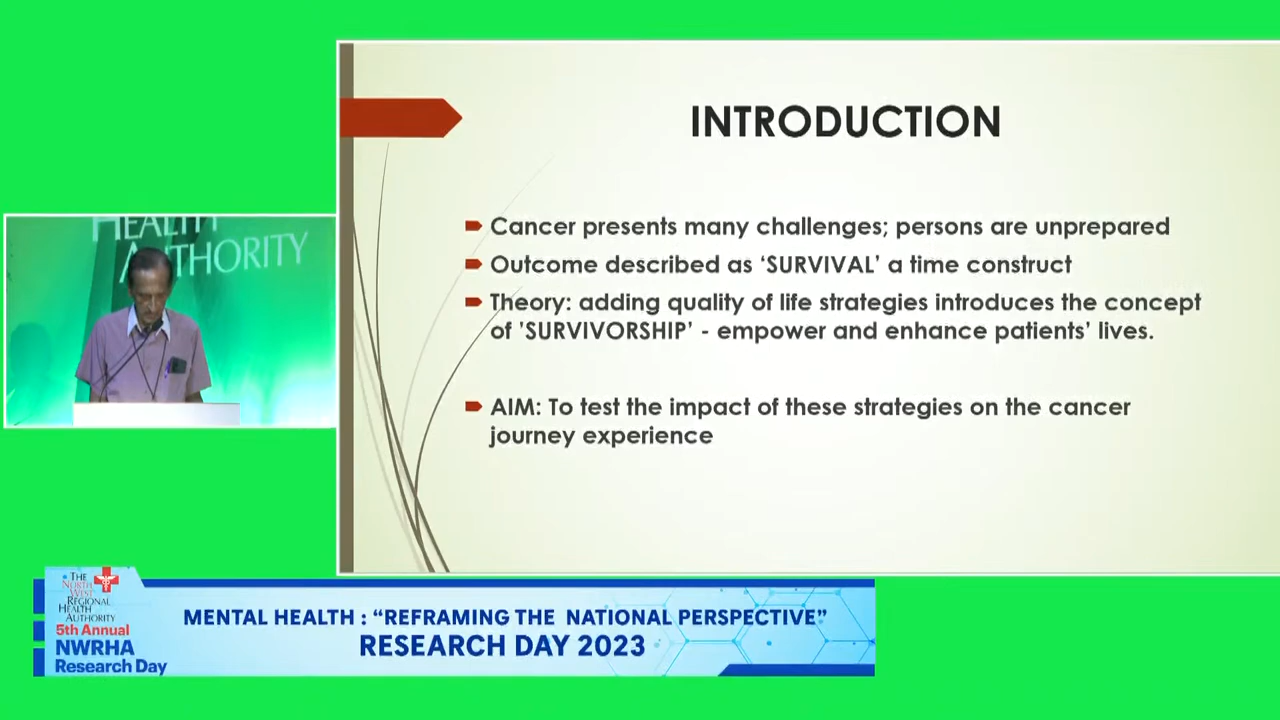 INTRODUCTION
Cancer presents many challenges; persons are unprepared
Outcome described as ‘SURVIVAL’ a time construct
Theory: adding quality of life strategies introduces the concept
of ’SURVIVORSHIP’ - empower and enhance patients’ lives.
AIM: To test the impact of these strategies on the cancer
journey experience
HEALTH
AUTHORITY
THE
NORTH
WEST
REGIONAL
HEALTH
AUTHORITY
5th Annual
NWRHA
Research Day
MENTAL HEALTH : “REFRAMING THE NATIONAL PERSPECTIVE”
RESEARCH DAY 2023